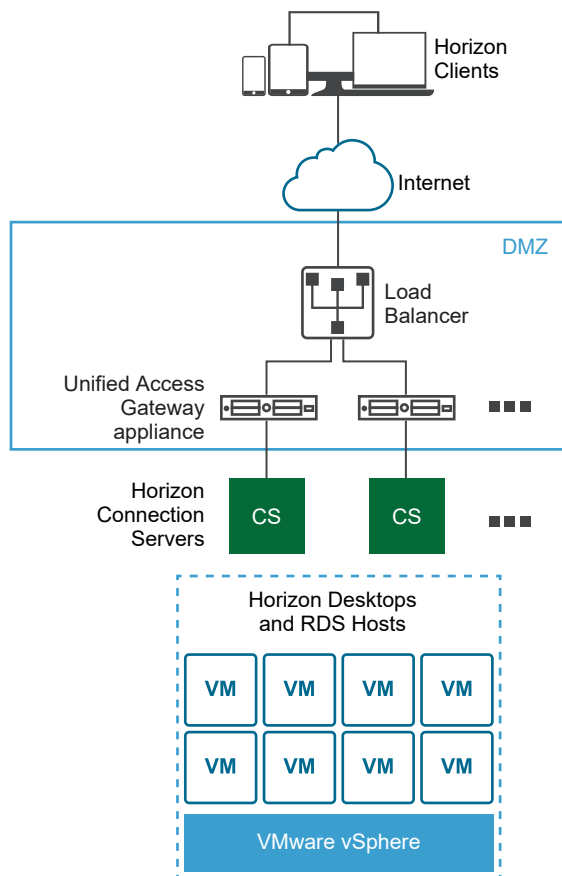 Horizon
Clients
Internet
DMZ
Load
Balancer
Unified Access
Gateway
appliance
Horizon
Connection
Servers
CS
CS
Horizon Desktops
and RDS Hosts
VM VM VM VM
VM VM VM VM
VMware vSphere